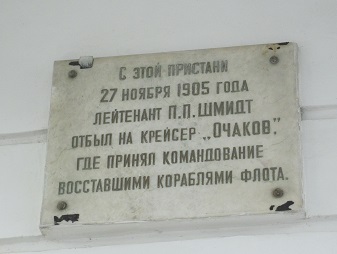 С ЭТОЙ ПРИСТАНИ
27 НОЯБРЯ 1905 ГОДА
ЛЕЙТЕНАНТ П.П.ШМИДТ
ОТБЫЛ НА КРЕЙСЕР „ОЧАКОВ,"
ГДЕ ПРИНЯЛ КОМАНДОВАНИЕ
ВОССТАВШИМИ КОРАБЛЯМИ ФЛОТА.